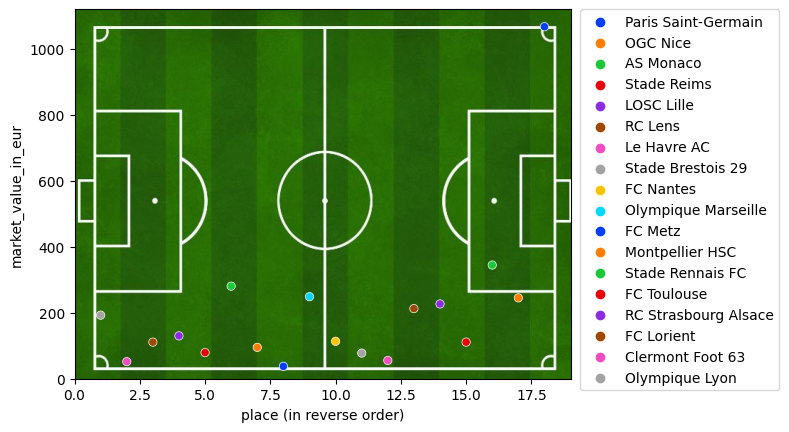 market_value_in_eur
1000
800
600
400
200
0
0.0 2.5 5.0 7.5 10.0 12.5 15.0 17.5
place (in reverse order)
Paris Saint-Germain
OGC Nice
AS Monaco
Stade Reims
LOSC Lille
RC Lens
Le Havre AC
Stade Brestois 29
FC Nantes
Olympique Marseille
FC Metz
Montpellier HSC
Stade Rennais FC
FC Toulouse
RC Strasbourg Alsace
FC Lorient
Clermont Foot 63
Olympique Lyon